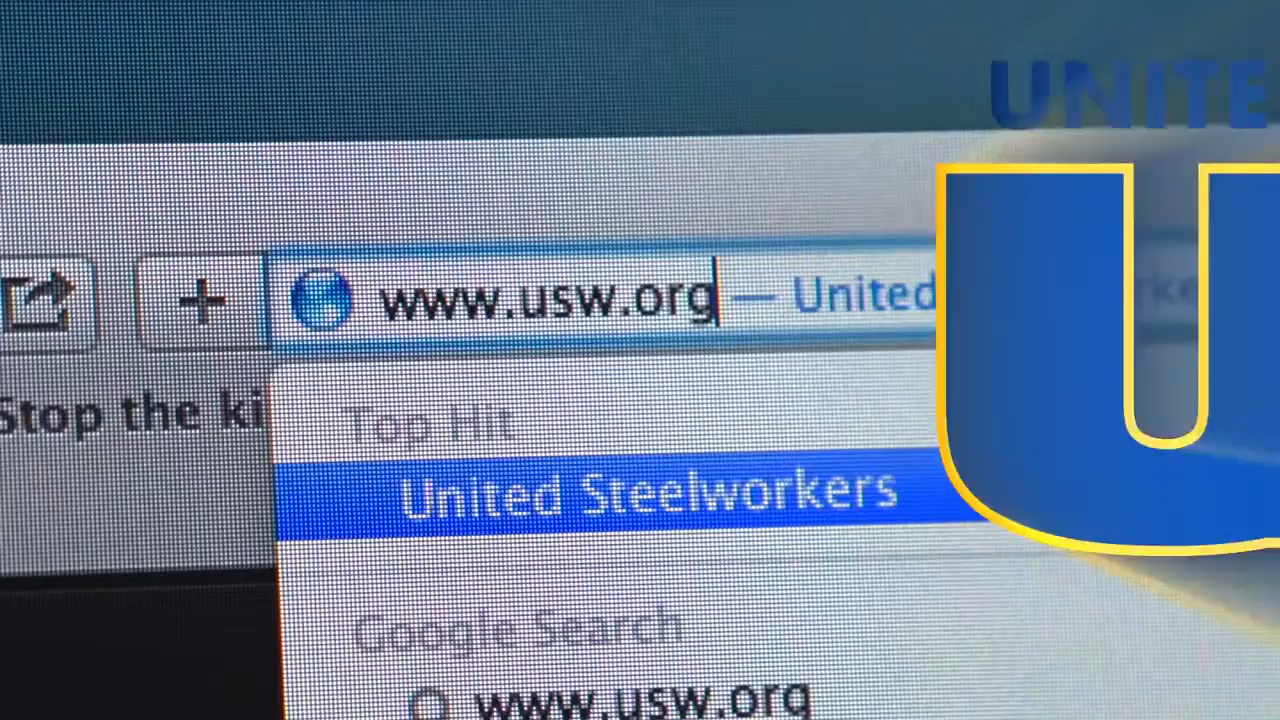 UNITE
U
www.usw.org — United
Stop the ki
Top Hit
United Steelworkers
Google Search
www.usw.org